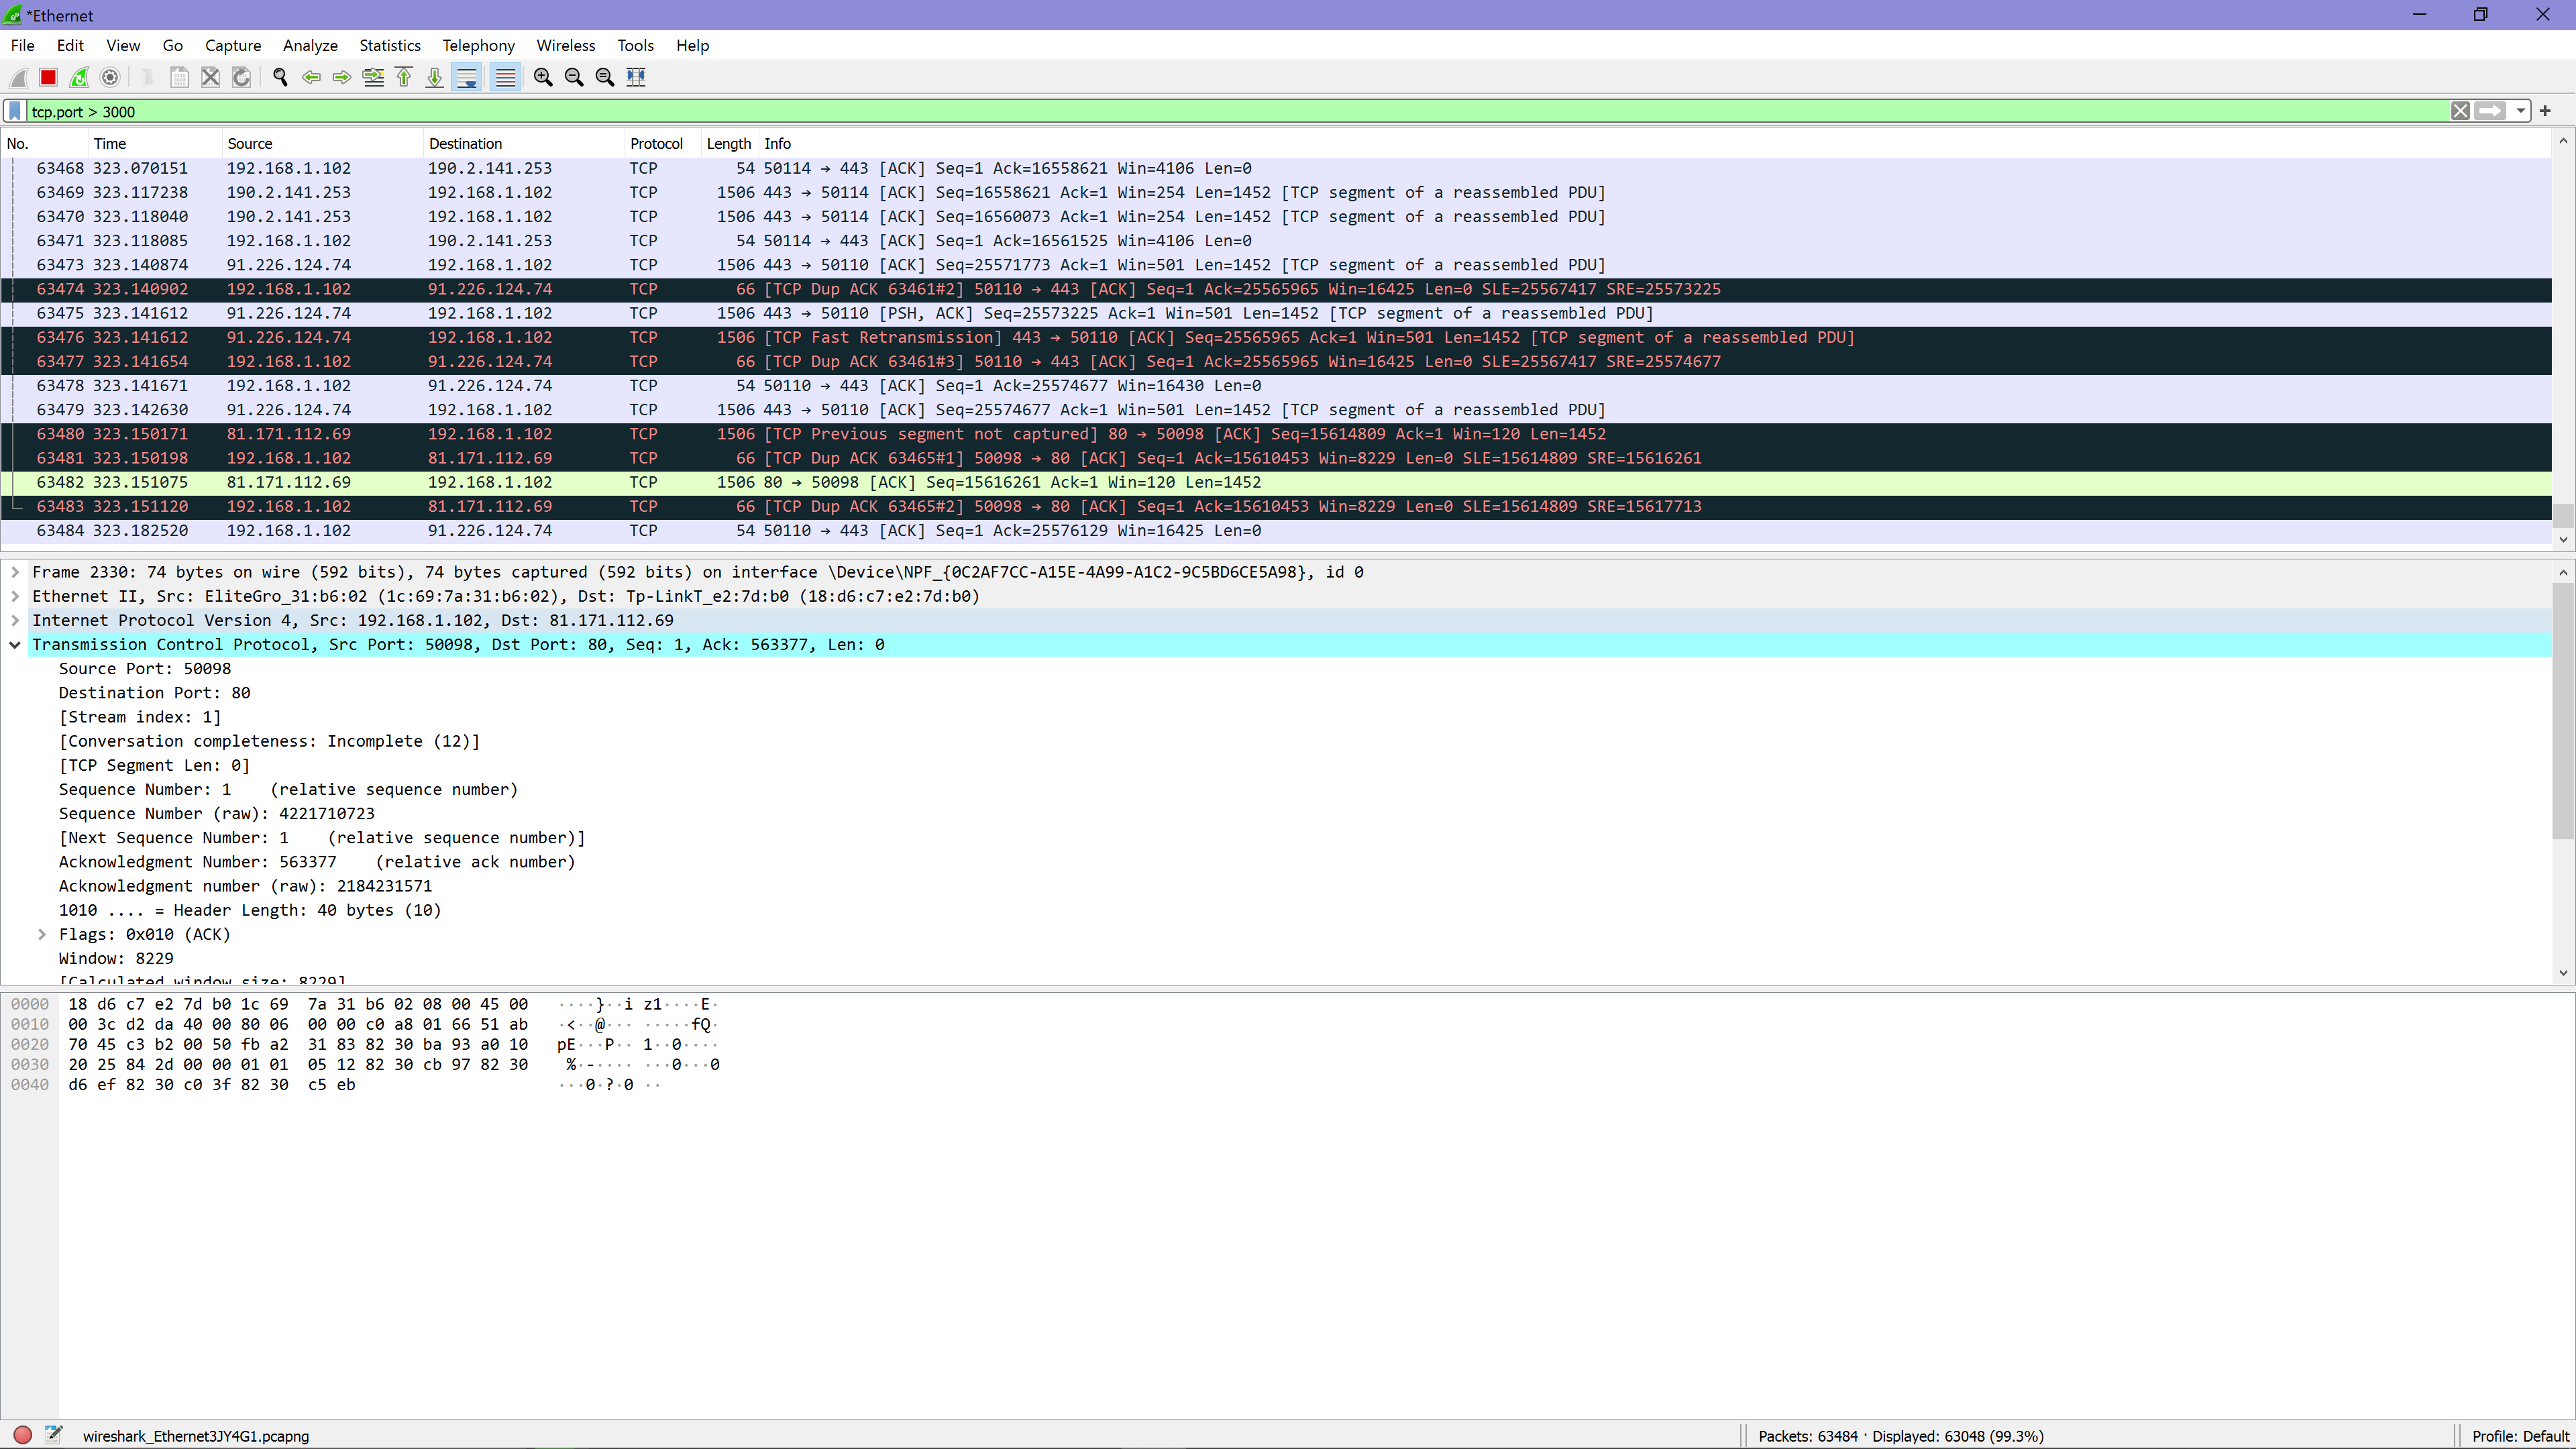 *Ethernet
File Edit View Go Capture Analyze Statistics Telephony Wireless Tools Help
tcp.port > 3000
No. Time Source Destination Protocol Length Info
63468 323.070151 192.168.1.102 190.2.141.253 TCP 54 50114 → 443 [ACK] Seq=1 Ack=16558621 Win=4106 Len=0
63469 323.117238 190.2.141.253 192.168.1.102 TCP 1506 443 → 50114 [ACK] Seq=16558621 Ack=1 Win=254 Len=1452 [TCP segment of a reassembled PDU]
63470 323.118040 190.2.141.253 192.168.1.102 TCP 1506 443 → 50114 [ACK] Seq=16560073 Ack=1 Win=254 Len=1452 [TCP segment of a reassembled PDU]
63471 323.118085 192.168.1.102 190.2.141.253 TCP 54 50114 → 443 [ACK] Seq=1 Ack=16561525 Win=4106 Len=0
63473 323.140874 91.226.124.74 192.168.1.102 TCP 1506 443 → 50110 [ACK] Seq=25571773 Ack=1 Win=501 Len=1452 [TCP segment of a reassembled PDU]
63474 323.140902 192.168.1.102 91.226.124.74 TCP 66 [TCP Dup ACK 63461#2] 50110 → 443 [ACK] Seq=1 Ack=25565965 Win=16425 Len=0 SLE=25567417 SRE=25573225
63475 323.141612 91.226.124.74 192.168.1.102 TCP 1506 443 → 50110 [PSH, ACK] Seq=25573225 Ack=1 Win=501 Len=1452 [TCP segment of a reassembled PDU]
63476 323.141612 91.226.124.74 192.168.1.102 TCP 1506 [TCP Fast Retransmission] 443 → 50110 [ACK] Seq=25565965 Ack=1 Win=501 Len=1452 [TCP segment of a reassembled PDU]
63477 323.141654 192.168.1.102 91.226.124.74 TCP 66 [TCP Dup ACK 63461#3] 50110 → 443 [ACK] Seq=1 Ack=25565965 Win=16425 Len=0 SLE=25567417 SRE=25574677
63478 323.141671 192.168.1.102 91.226.124.74 TCP 54 50110 → 443 [ACK] Seq=1 Ack=25574677 Win=16430 Len=0
63479 323.142630 91.226.124.74 192.168.1.102 TCP 1506 443 → 50110 [ACK] Seq=25574677 Ack=1 Win=501 Len=1452 [TCP segment of a reassembled PDU]
63480 323.150171 81.171.112.69 192.168.1.102 TCP 1506 [TCP Previous segment not captured] 80 → 50098 [ACK] Seq=15614809 Ack=1 Win=120 Len=1452
63481 323.150198 192.168.1.102 81.171.112.69 TCP 66 [TCP Dup ACK 63465#1] 50098 → 80 [ACK] Seq=1 Ack=15610453 Win=8229 Len=0 SLE=15614809 SRE=15616261
63482 323.151075 81.171.112.69 192.168.1.102 TCP 1506 80 → 50098 [ACK] Seq=15616261 Ack=1 Win=120 Len=1452
63483 323.151120 192.168.1.102 81.171.112.69 TCP 66 [TCP Dup ACK 63465#2] 50098 → 80 [ACK] Seq=1 Ack=15610453 Win=8229 Len=0 SLE=15614809 SRE=15617713
63484 323.182520 192.168.1.102 91.226.124.74 TCP 54 50110 → 443 [ACK] Seq=1 Ack=25576129 Win=16425 Len=0
Frame 2330: 74 bytes on wire (592 bits), 74 bytes captured (592 bits) on interface \Device\NPF_{0C2AF7CC-A15E-4A99-A1C2-9C5BD6CE5A98}, id 0
Ethernet II, Src: EliteGro_31:b6:02 (1c:69:7a:31:b6:02), Dst: Tp-LinkT_e2:7d:b0 (18:d6:c7:e2:7d:b0)
Internet Protocol Version 4, Src: 192.168.1.102, Dst: 81.171.112.69
Transmission Control Protocol, Src Port: 50098, Dst Port: 80, Seq: 1, Ack: 563377, Len: 0
Source Port: 50098
Destination Port: 80
[Stream index: 1]
[Conversation completeness: Incomplete (12)]
[TCP Segment Len: 0]
Sequence Number: 1 (relative sequence number)
Sequence Number (raw): 4221710723
[Next Sequence Number: 1 (relative sequence number)]
Acknowledgment Number: 563377 (relative ack number)
Acknowledgment number (raw): 2184231571
1010 .... = Header Length: 40 bytes (10)
Flags: 0x010 (ACK)
Window: 8229
[Calculated window size: 8229]
0000 18 d6 c7 e2 7d b0 1c 69 7a 31 b6 02 08 00 45 00 ····}··i z1····E·
0010 00 3c d2 da 40 00 80 06 00 00 c0 a8 01 66 51 ab ·<··@··· ·····fQ·
0020 70 45 c3 b2 00 50 fb a2 31 83 82 30 ba 93 a0 10 pE···P·· 1··0····
0030 20 25 84 2d 00 00 01 01 05 12 82 30 cb 97 82 30 %·-···· ···0···0
0040 d6 ef 82 30 c0 3f 82 30 c5 eb ···0·?·0 ··
wireshark_Ethernet3JY4G1.pcapng
Packets: 63484 · Displayed: 63048 (99.3%)
Profile: Default